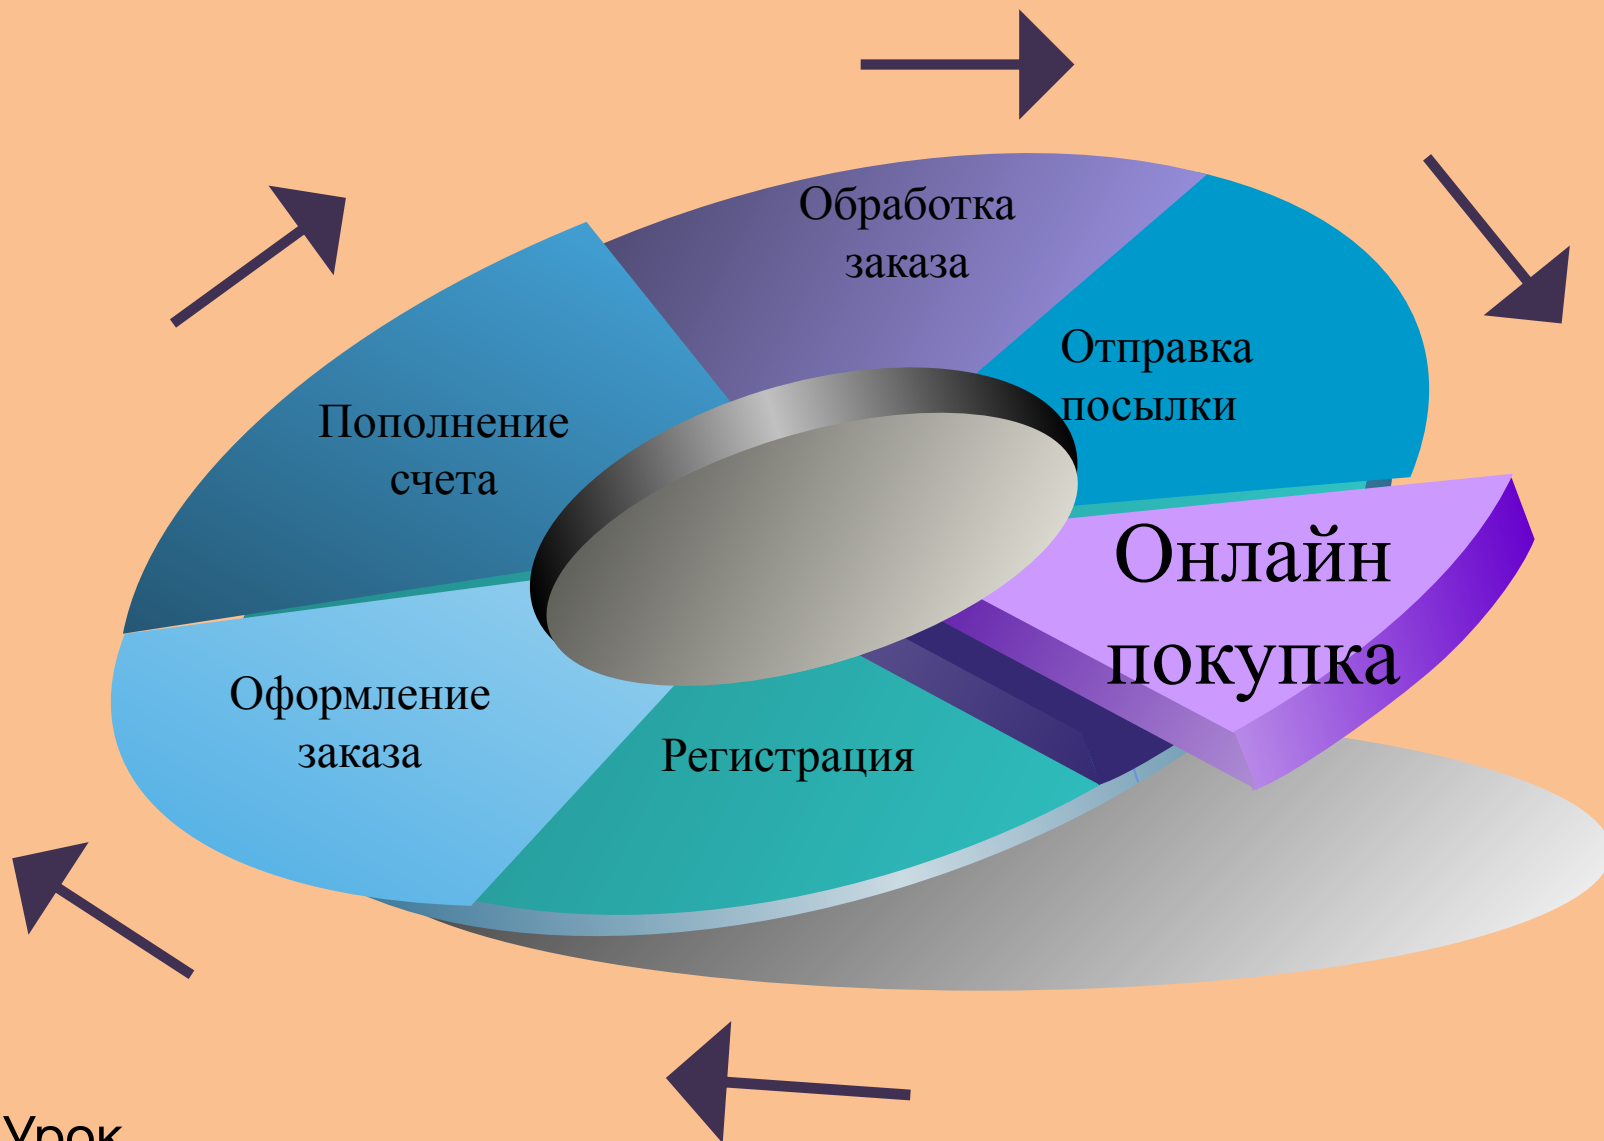 Обработка
заказа
Отправка
посылки
Пополнение
счета
Онлайн
покупка
Оформление
заказа
Регистрация
Урок